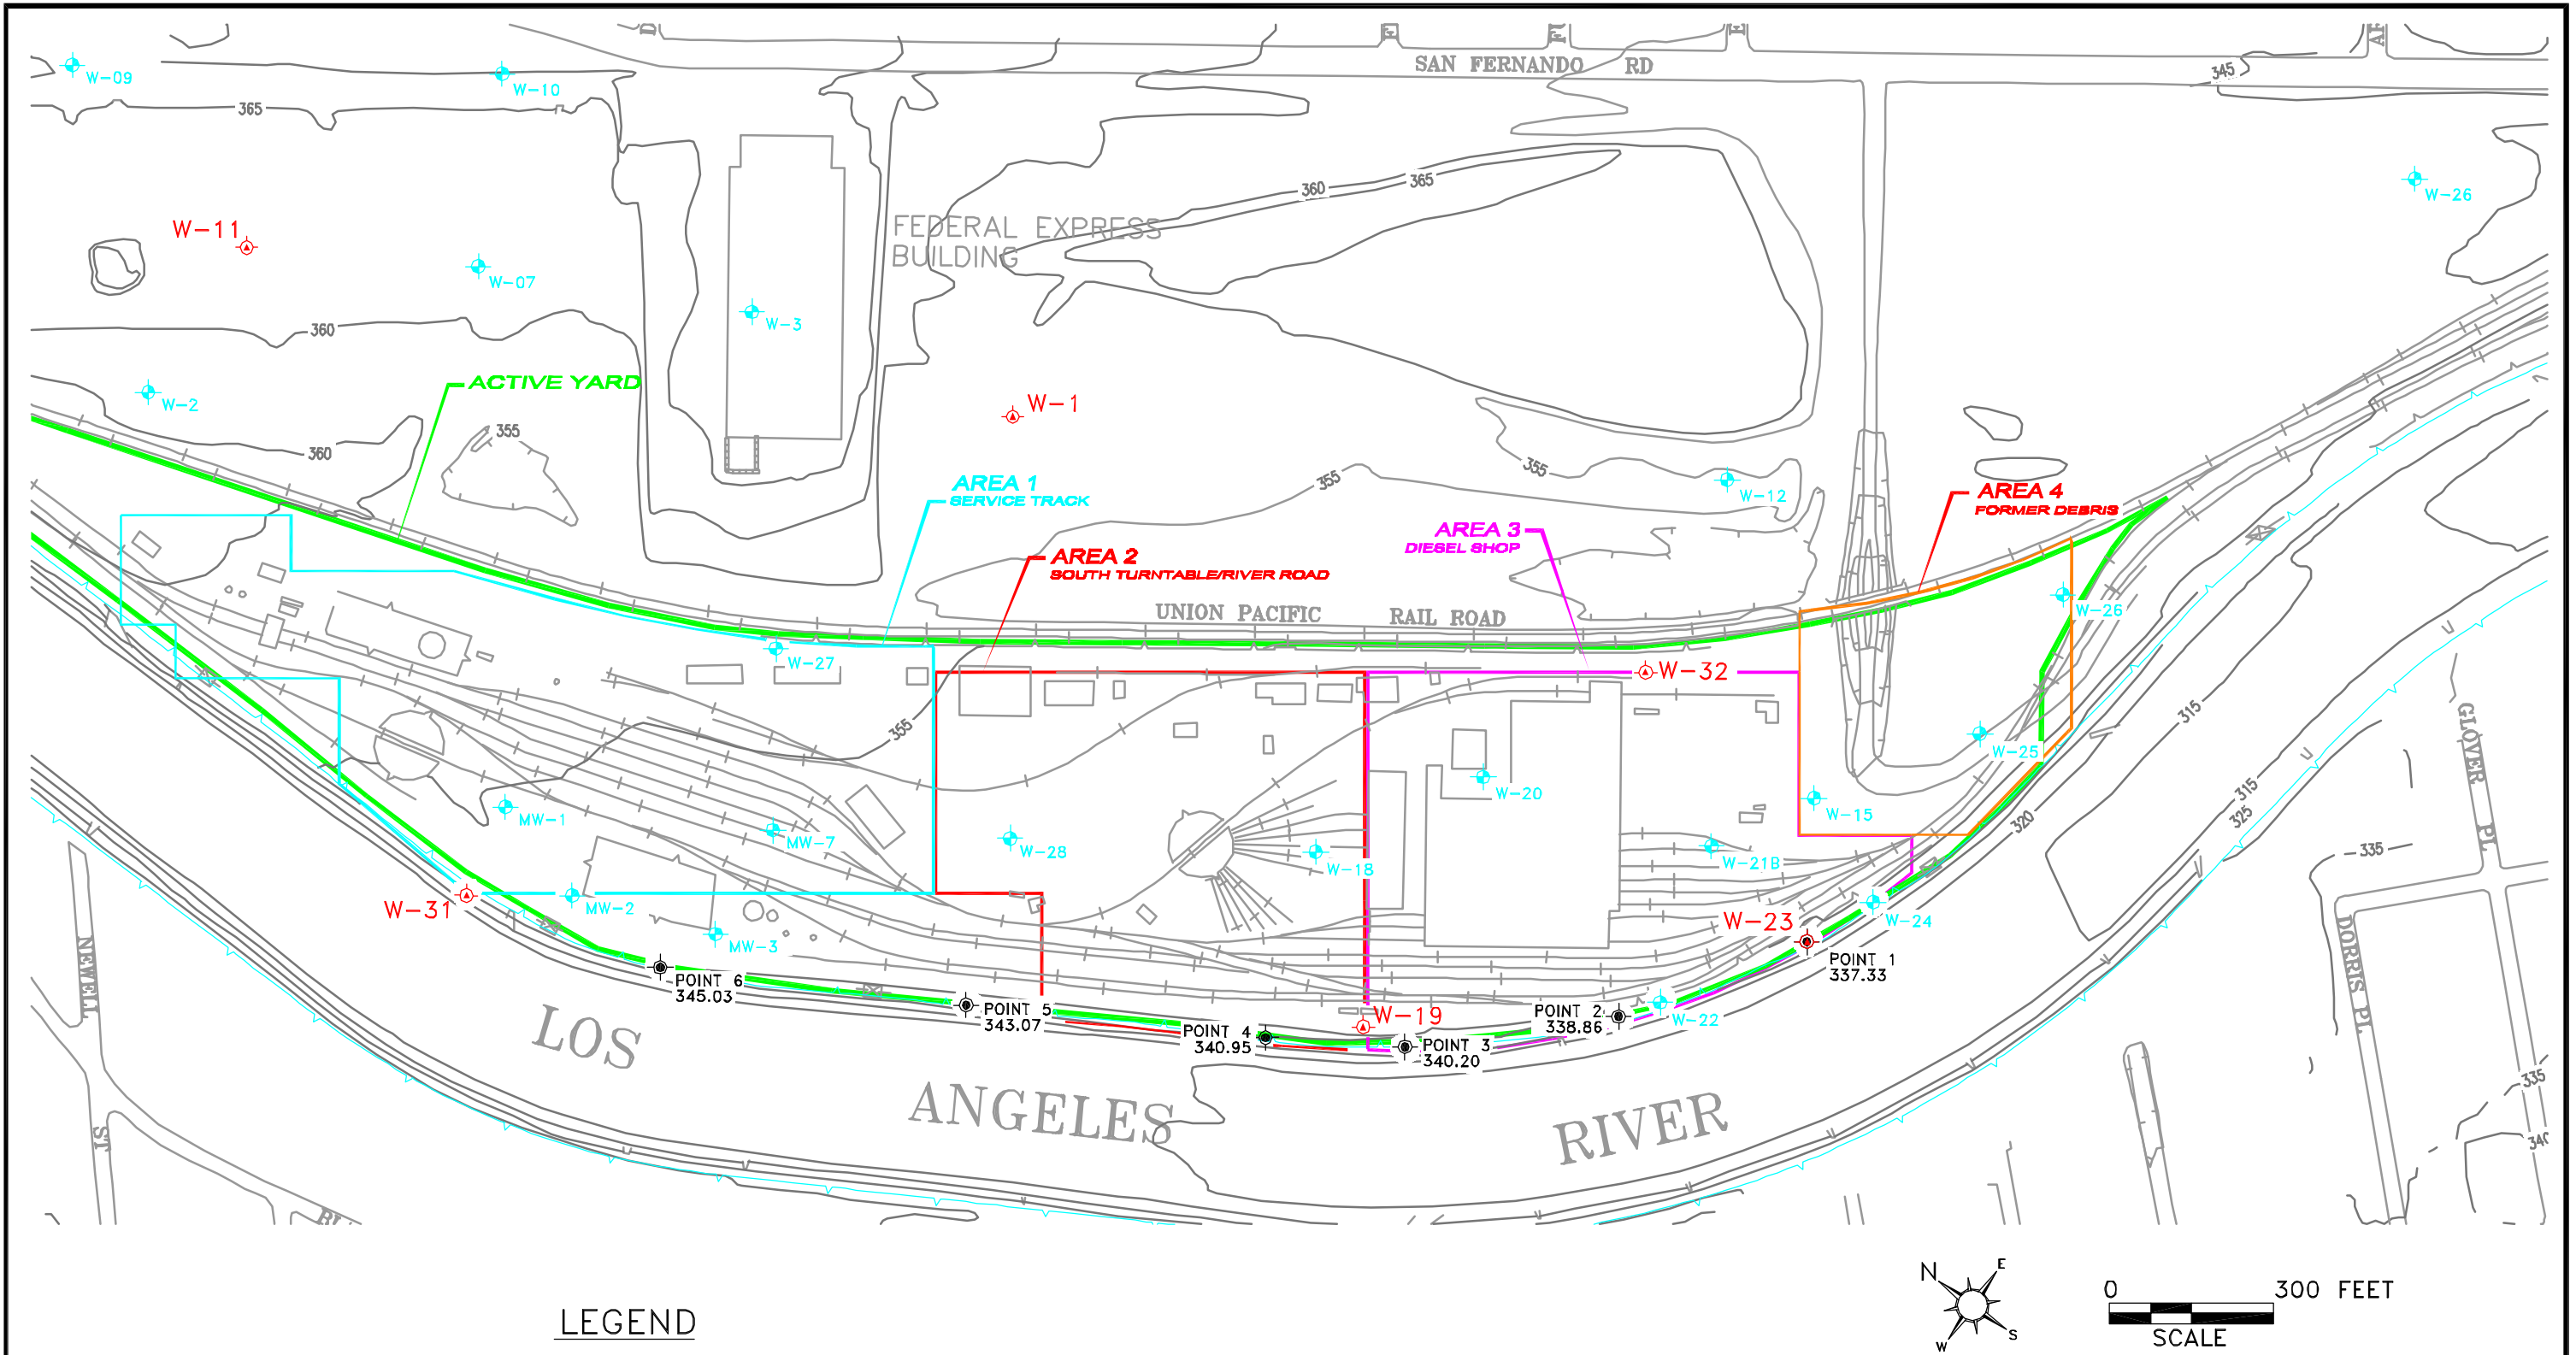 SAN FERNANDO RD
345
W-09
W-10
365
W-26
360
365
W-11
FEDERAL EXPRESS
BUILDING
W-07
W-3
360
ACTIVE YARD
W-2
W-1
355
360
355
355
W-12
AREA 1
SERVICE TRACK
AREA 4
FORMER DEBRIS
AREA 3
DIESEL SHOP
AREA 2
SOUTH TURNTABLE/RIVER ROAD
UNION PACIFIC RAIL ROAD
W-26
W-27
W-32
315
GLOVER PL
355
W-25
W-20
315
325
W-15
320
MW-1
MW-7
W-28
W-18
W-21B
335
W-31
MW-2
W-23
W-24
DORRIS PL
NEWELL ST
MW-3
POINT 1
337.33
POINT 6
345.03
POINT 5
343.07
POINT 2
338.86
W-22
W-19
POINT 4
340.95
POINT 3
340.20
335
340
LOS ANGELES RIVER
N
E
S
W
0 300 FEET
SCALE
LEGEND